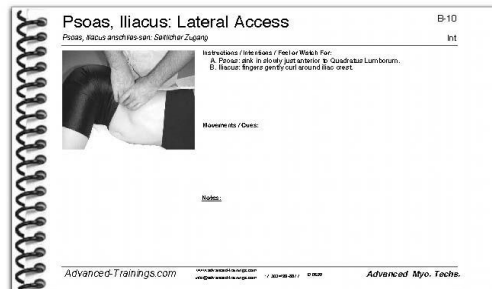 Psoas, Iliacus: Lateral Access
B-10
Psoas, Iliacus anschlies-sen: Seitlicher Zugang
Int
Instructions / Intentions / Feel or Watch For:
A. Psoas: sink in slowly just anterior to Quadratus Lumborum.
B. Iliacus: fingers gently curl around iliac crest.
Movements / Cues:
Notes:
Advanced-Trainings.com
Advanced Myo. Techs.